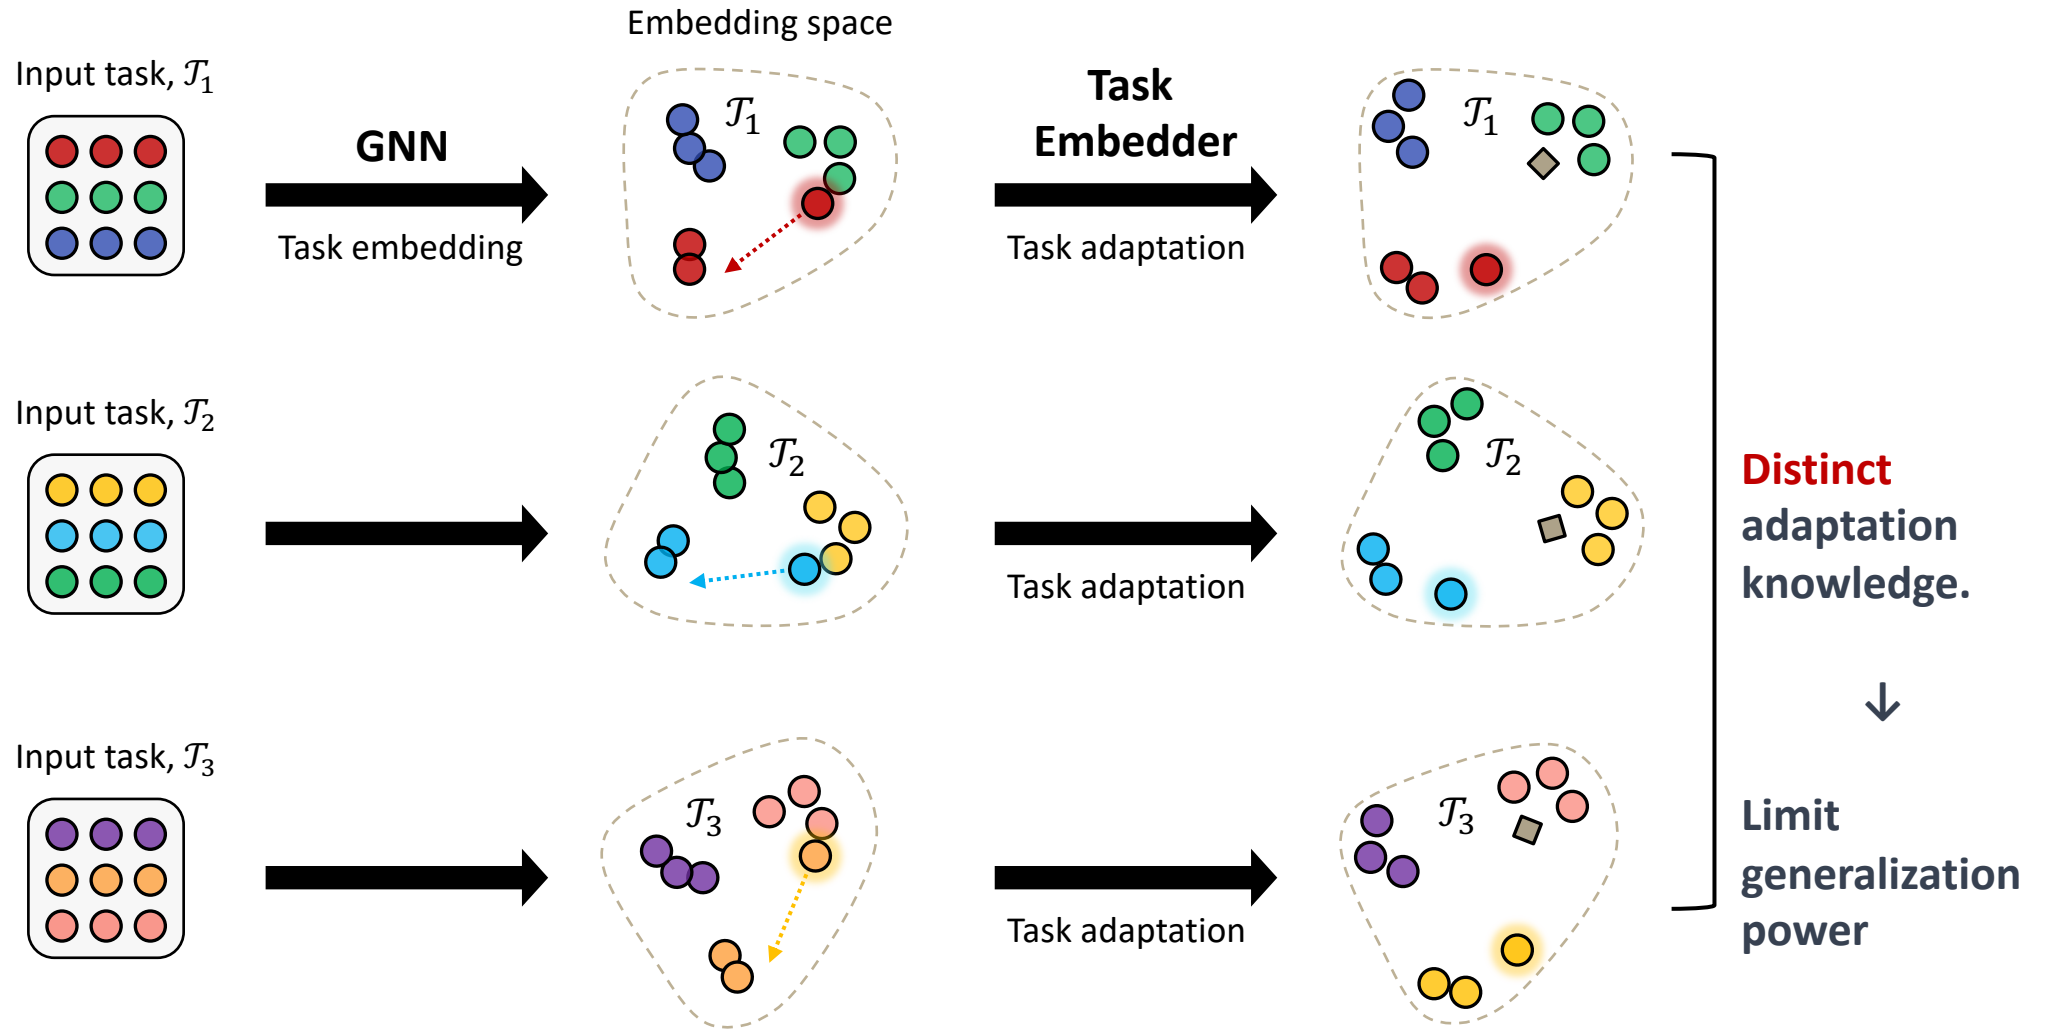 Embedding space
Input task, 𝒯₁
GNN
Task embedding
𝒯₁
Task
Embedder
Task adaptation
𝒯₁
Input task, 𝒯₂
𝒯₂
Task adaptation
𝒯₂
Distinct
adaptation
knowledge.
↓
Input task, 𝒯₃
𝒯₃
Task adaptation
𝒯₃
Limit
generalization
power